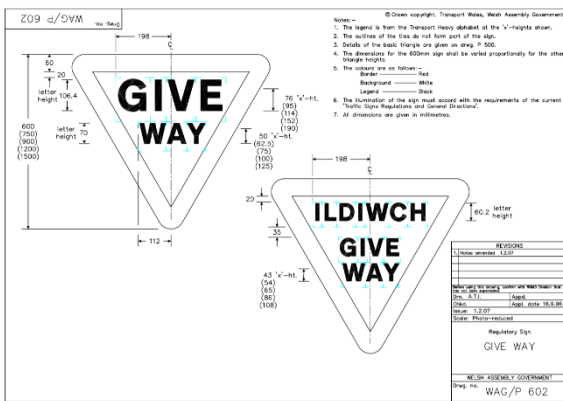 Drwg. no. WAG/P 602
© Crown copyright, Transport Wales, Welsh Assembly Government
Notes:-
1. The legend is from the Transport Heavy alphabet at the 'x'-heights shown.
2. The outlines of the tiles do not form part of the sign.
3. Details of the basic triangle are given on drwg. P 500.
4. The dimensions for the 600mm sign shall be varied proportionally for the other
triangle heights.
5. The colours are as follows:-
Border Red
Background White
Legend Black
6. The illumination of the sign must accord with the requirements of the current
'Traffic Signs Regulations and General Directions'.
7. All dimensions are given in millimetres.
198
60
20
letter
height
106.4
letter
height
70
600
(750)
(900)
(1200)
(1500)
GIVE
WAY
76 'x'-ht.
(95)
(114)
(152)
(190)
50 'x'-ht.
(62.5)
(75)
(100)
(125)
112
198
20
35
43 'x'-ht.
(54)
(65)
(86)
(108)
ILDIWCH
GIVE
WAY
60.2 letter
height
REVISIONS
1. Notes amended 1.2.07
Drn. A.T.J. Appd.
Chkd. Appl. date 16.9.96
Issue: 1.2.07
Scale: Photo-reduced
Regulatory Sign
GIVE WAY
WELSH ASSEMBLY GOVERNMENT
Drwg. no.
WAG/P 602